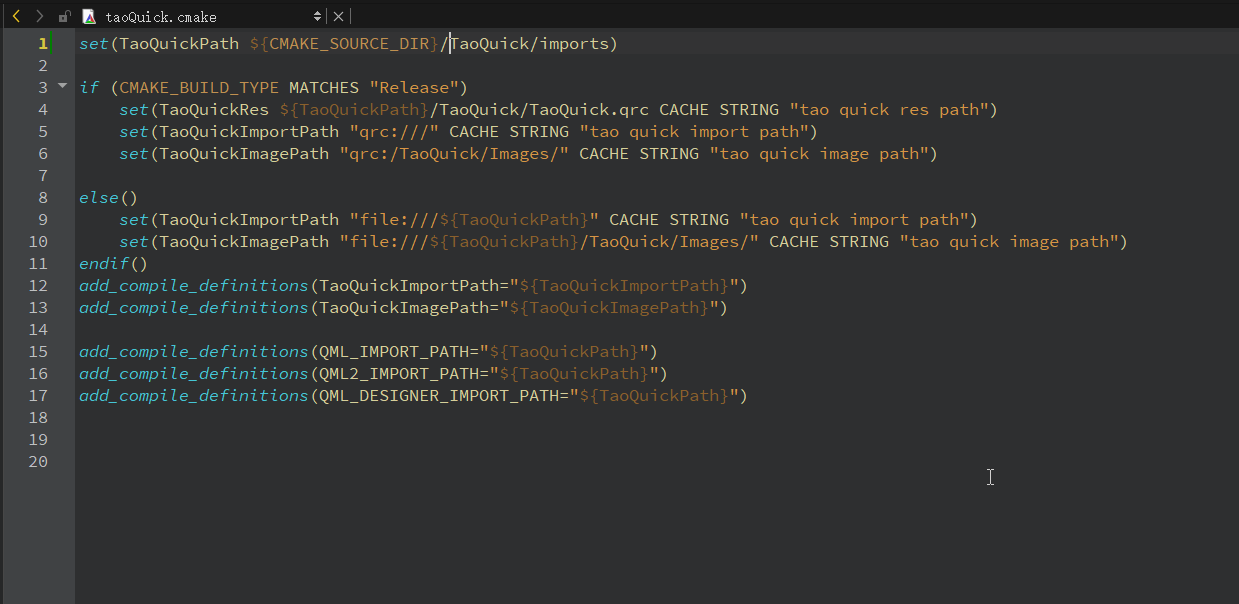 taoQuick.cmake
1 set(TaoQuickPath ${CMAKE_SOURCE_DIR}/TaoQuick/imports)
2
3 if (CMAKE_BUILD_TYPE MATCHES "Release")
4 set(TaoQuickRes ${TaoQuickPath}/TaoQuick/TaoQuick.qrc CACHE STRING "tao quick res path")
5 set(TaoQuickImportPath "qrc:///" CACHE STRING "tao quick import path")
6 set(TaoQuickImagePath "qrc:/TaoQuick/Images/" CACHE STRING "tao quick image path")
7
8 else()
9 set(TaoQuickImportPath "file:///${TaoQuickPath}" CACHE STRING "tao quick import path")
10 set(TaoQuickImagePath "file:///${TaoQuickPath}/TaoQuick/Images/" CACHE STRING "tao quick image path")
11 endif()
12 add_compile_definitions(TaoQuickImportPath="${TaoQuickImportPath}")
13 add_compile_definitions(TaoQuickImagePath="${TaoQuickImagePath}")
14
15 add_compile_definitions(QML_IMPORT_PATH="${TaoQuickPath}")
16 add_compile_definitions(QML2_IMPORT_PATH="${TaoQuickPath}")
17 add_compile_definitions(QML_DESIGNER_IMPORT_PATH="${TaoQuickPath}")
18
19
20